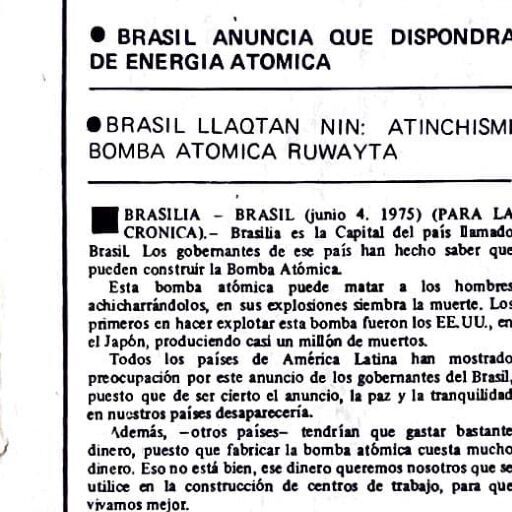 ● BRASIL ANUNCIA QUE DISPONDRA
DE ENERGIA ATOMICA
● BRASIL LLAQTAN NIN: ATINCHISMI
BOMBA ATOMICA RUWAYTA
BRASILIA – BRASIL (junio 4. 1975) (PARA LA
CRONICA).– Brasilia es la Capital del país llamado
Brasil. Los gobernantes de ese país han hecho saber que
pueden construir la Bomba Atómica.
Esta bomba atómica puede matar a los hombres
achicharrándolos, en sus explosiones siembra la muerte. Los
primeros en hacer explotar esta bomba fueron los EE.UU., en
el Japón, produciendo casi un millón de muertos.
Todos los países de América Latina han mostrado
preocupación por este anuncio de los gobernantes del Brasil,
puesto que de ser cierto el anuncio, la paz y la tranquilidad
en nuestros países desaparecería.
Además, –otros países– tendrían que gastar bastante
dinero, puesto que fabricar la bomba atómica cuesta mucho
dinero. Eso no está bien, ese dinero queremos nosotros que se
utilice en la construcción de centros de trabajo, para que
vivamos mejor.